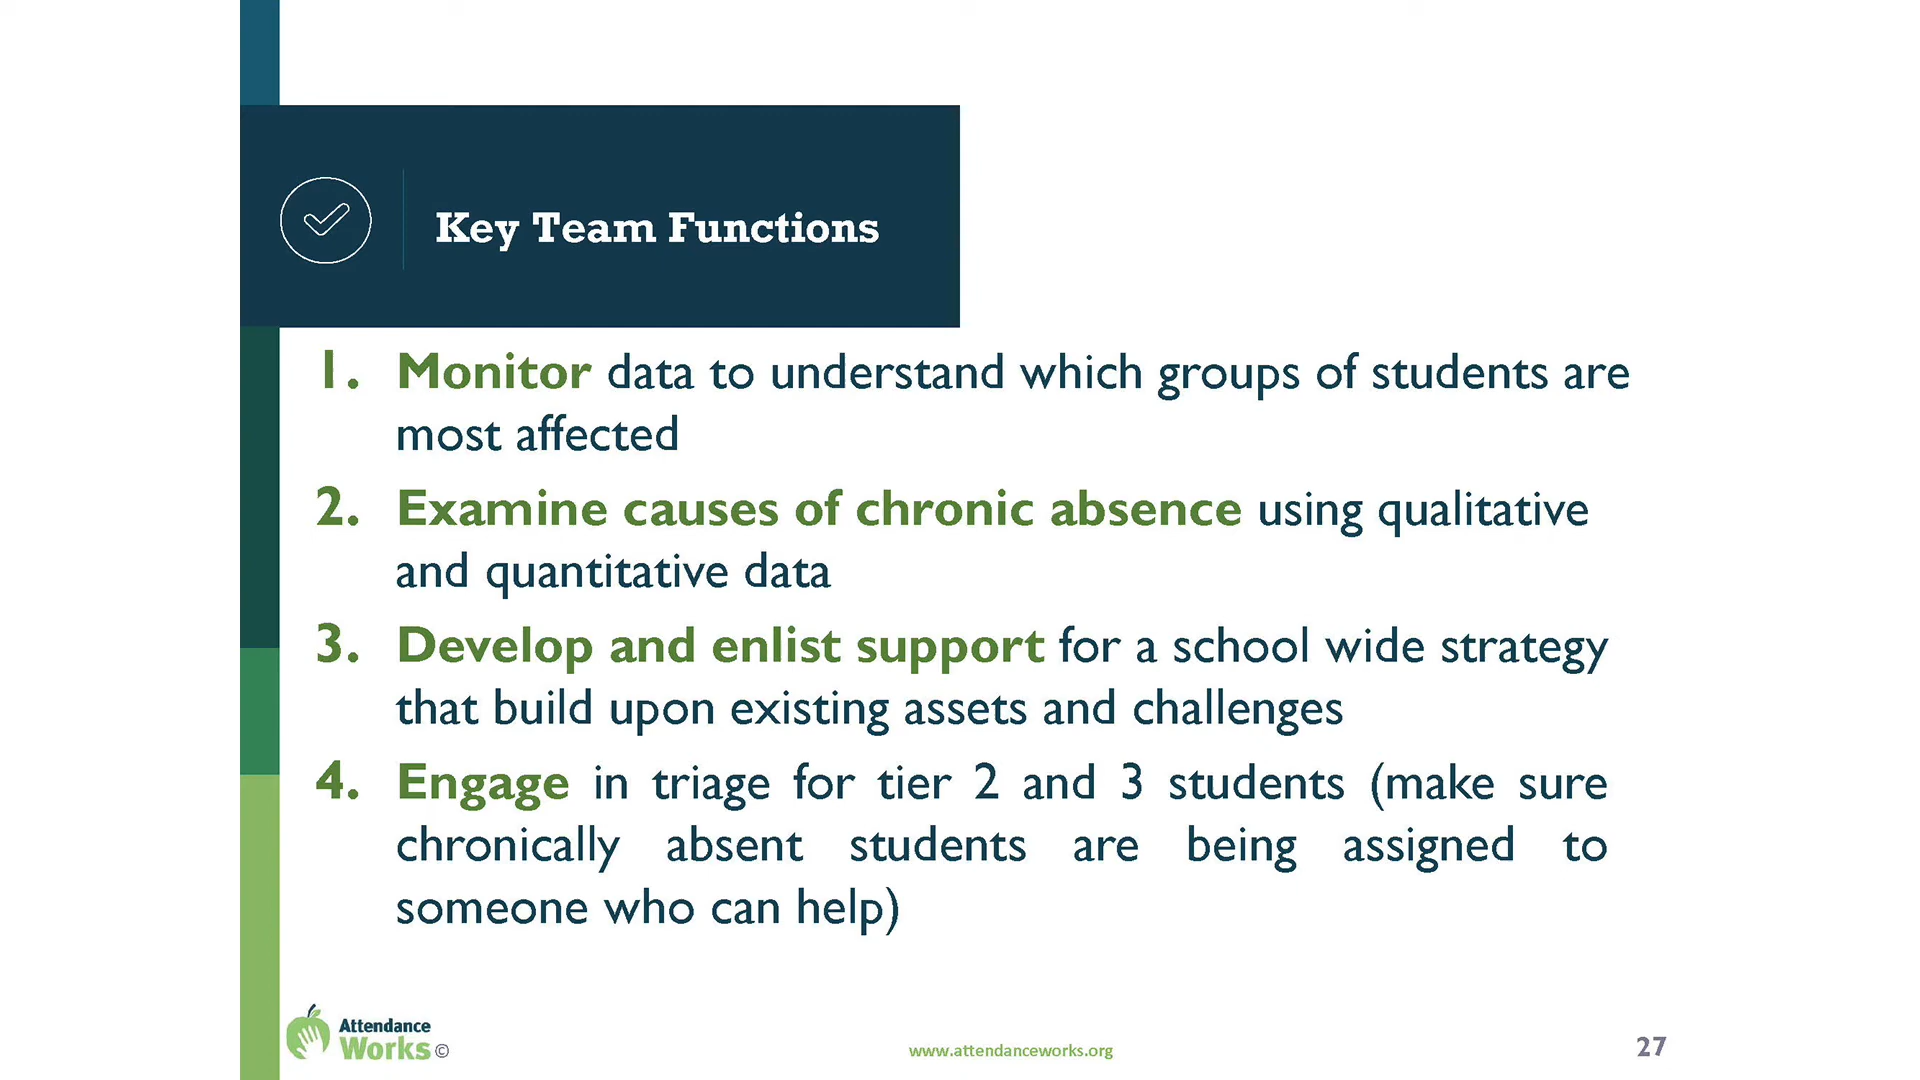 Key Team Functions
1. Monitor data to understand which groups of students are
most affected
2. Examine causes of chronic absence using qualitative
and quantitative data
3. Develop and enlist support for a school wide strategy
that build upon existing assets and challenges
4. Engage in triage for tier 2 and 3 students (make sure
chronically absent students are being assigned to
someone who can help)
Attendance
Works ©
www.attendanceworks.org
27